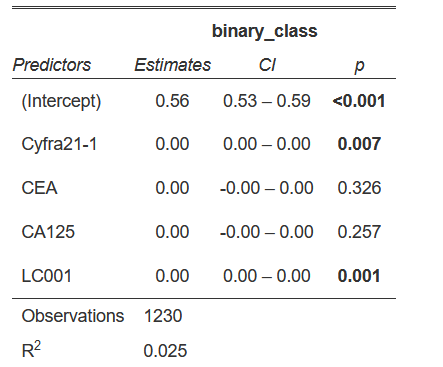 binary_class
Predictors Estimates CI p
(Intercept) 0.56 0.53 – 0.59 <0.001
Cyfra21-1 0.00 0.00 – 0.00 0.007
CEA 0.00 -0.00 – 0.00 0.326
CA125 0.00 -0.00 – 0.00 0.257
LC001 0.00 0.00 – 0.00 0.001
Observations 1230
R² 0.025